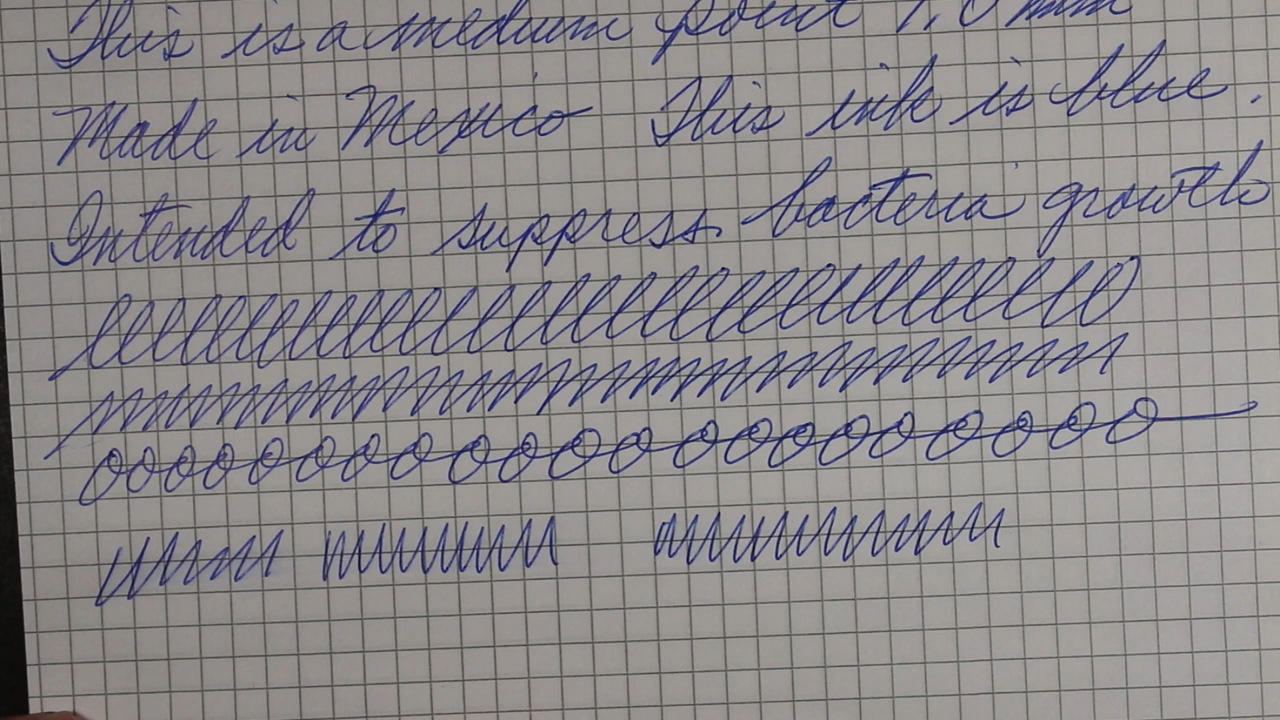 This is a medium point 1.0 mm
Made in Mexico This ink is blue.
Intended to suppress bacteria growth